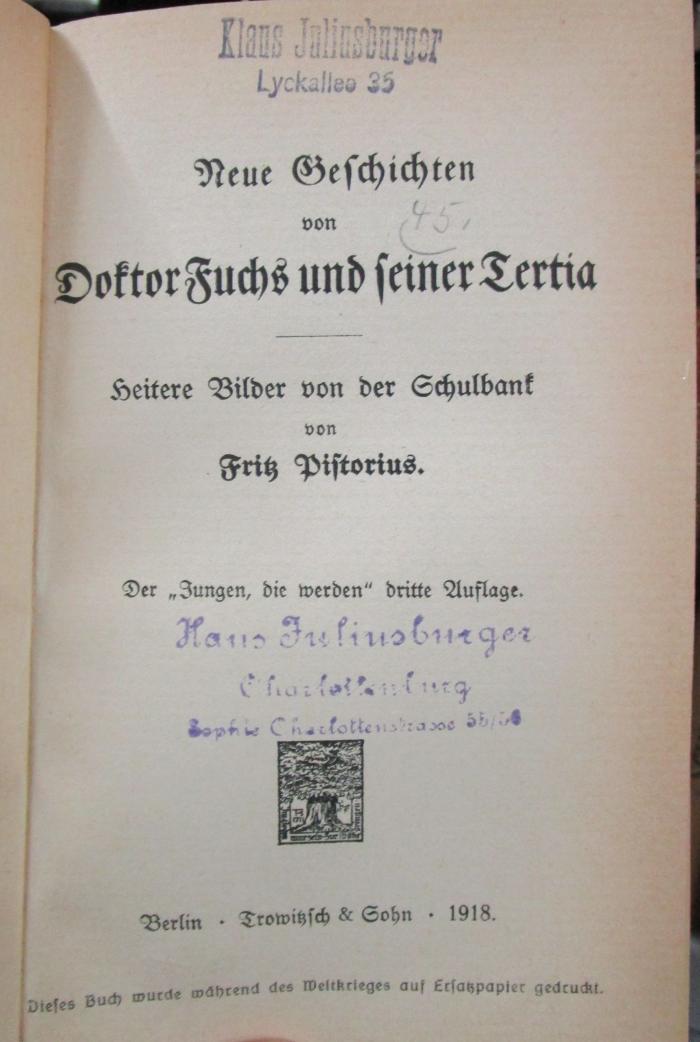 Klaus Juliusburger
Lyckallee 35
Neue Geschichten
45.
von
Doktor Fuchs und seiner Tertia
Heitere Bilder von der Schulbank
von
Fritz Pistorius.
Der „Jungen, die werden“ dritte Auflage.
Hans Juliusburger
Charlottenburg
Sophie Charlottenstrasse
Berlin · Trowitzsch & Sohn · 1918.
Dieses Buch wurde während des Weltkrieges auf Ersatzpapier gedruckt.